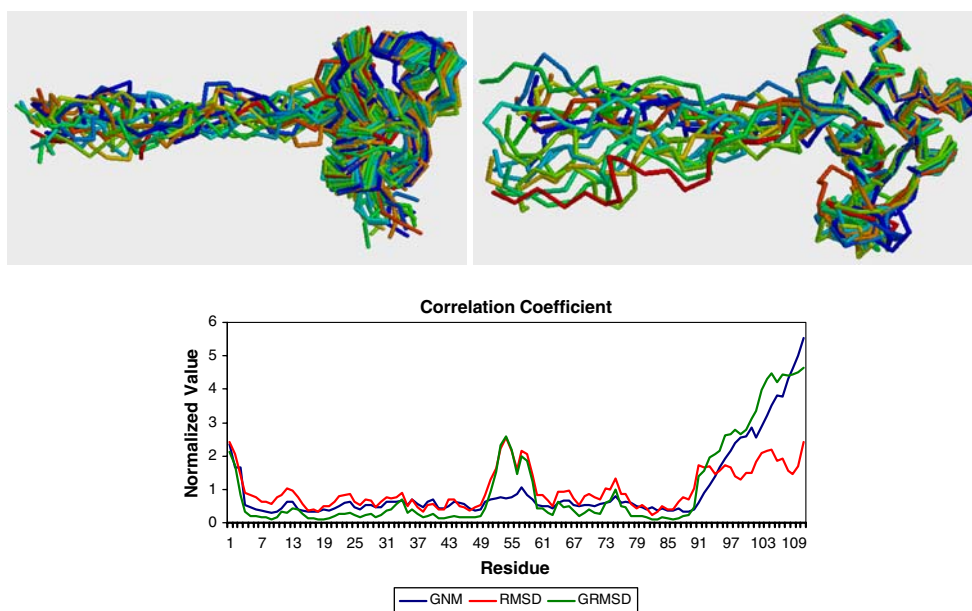 Correlation Coefficient
Normalized Value
6
5
4
3
2
1
0
1 7 13 19 25 31 37 43 49 55 61 67 73 79 85 91 97 103 109
Residue
GNM RMSD GRMSD